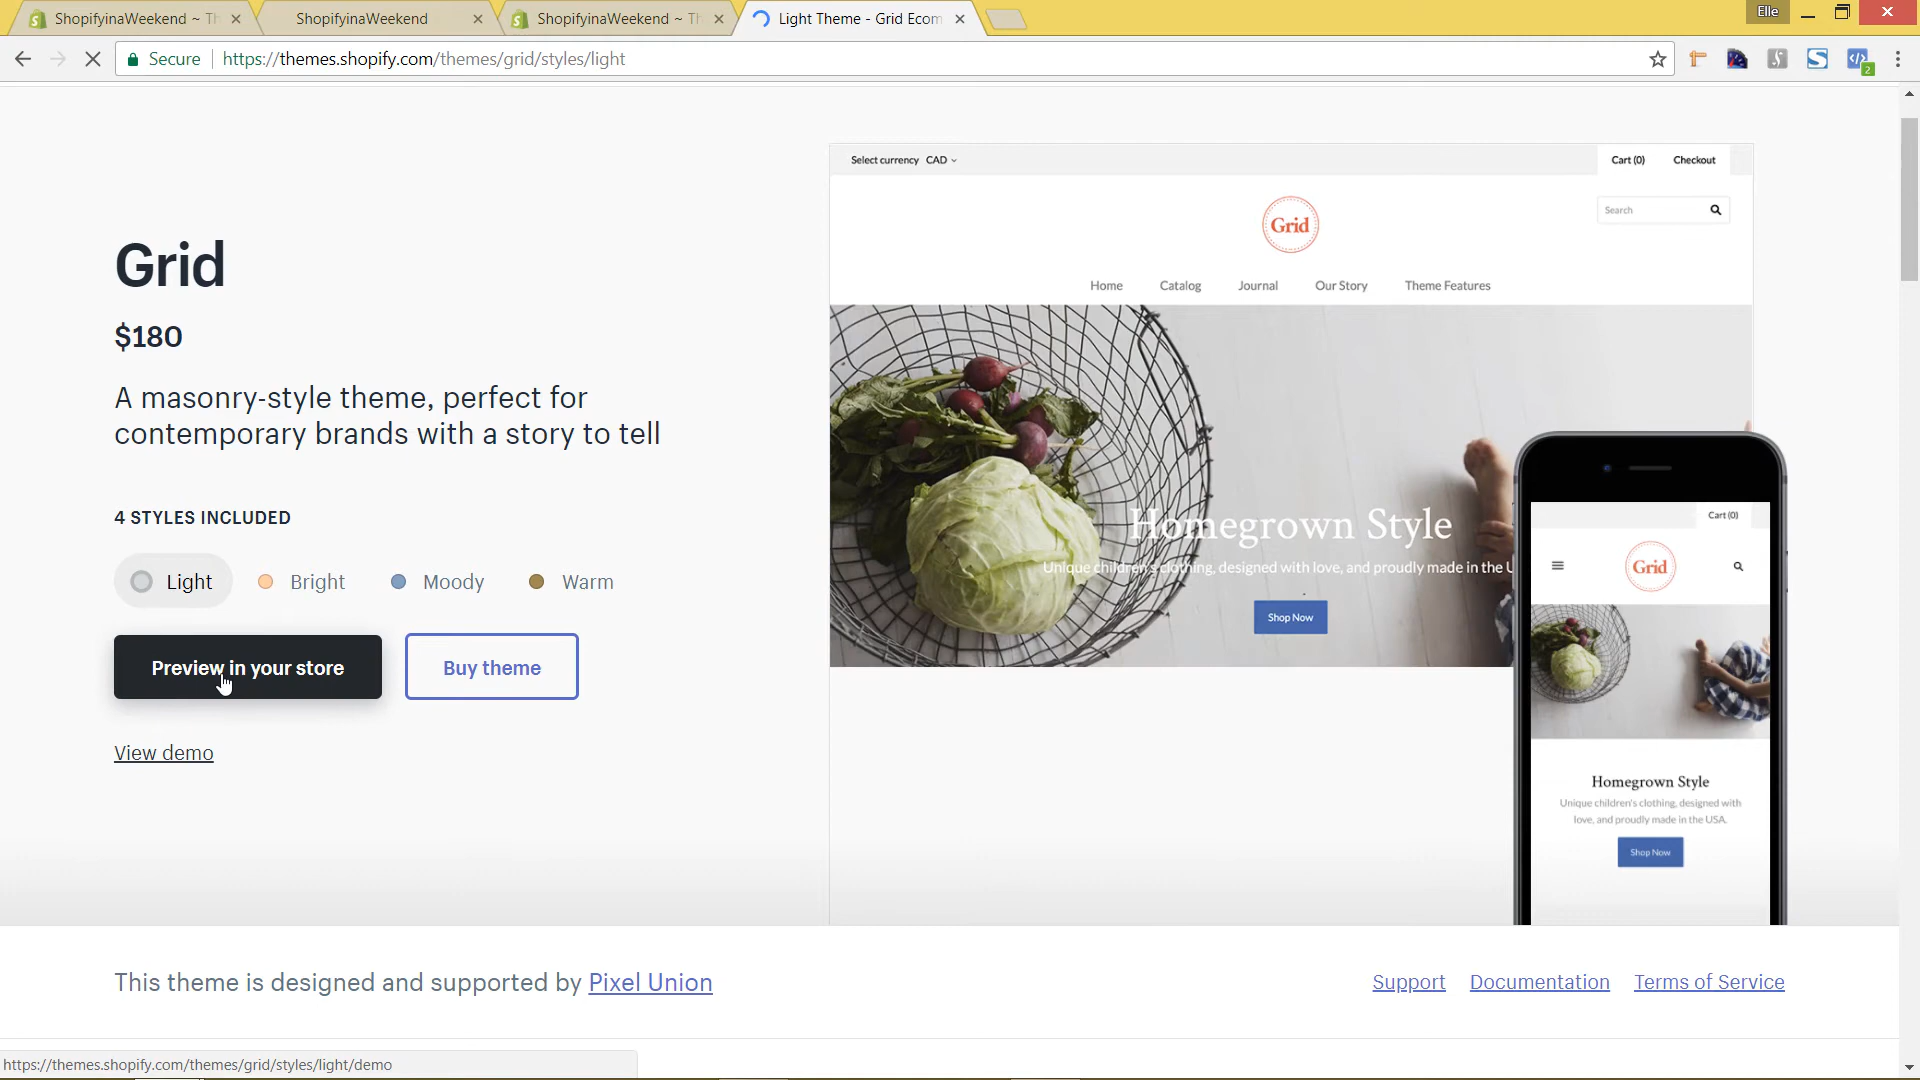 ShopifyinaWeekend ~ Th
ShopifyinaWeekend
ShopifyinaWeekend ~ Th
Light Theme - Grid Ecom
Elle
Secure
https://themes.shopify.com/themes/grid/styles/light
2
Grid
$180
A masonry-style theme, perfect for
contemporary brands with a story to tell
4 STYLES INCLUDED
Light
Bright
Moody
Warm
Preview in your store
Buy theme
View demo
Select currency CAD
Cart (0)
Checkout
Grid
Search
Home
Catalog
Journal
Our Story
Theme Features
Homegrown Style
Unique children's clothing, designed with love, and proudly made in the U
Shop Now
Cart (0)
Grid
Homegrown Style
Unique children's clothing, designed with
love, and proudly made in the USA.
Shop Now
This theme is designed and supported by Pixel Union
Support
Documentation
Terms of Service
https://themes.shopify.com/themes/grid/styles/light/demo